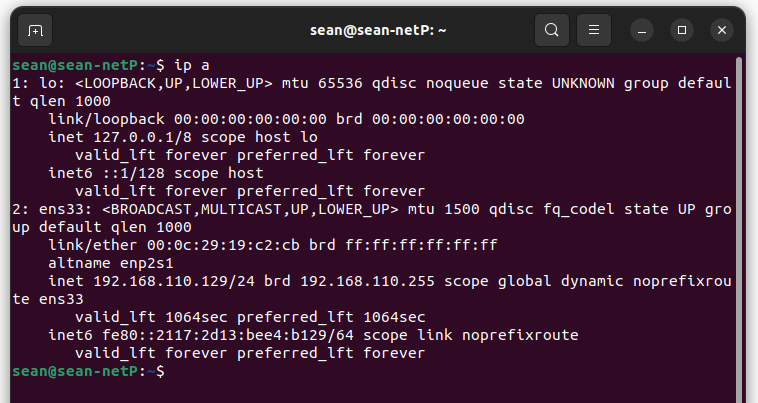 sean@sean-netP: ~
sean@sean-netP:~$ ip a
1: lo: <LOOPBACK,UP,LOWER_UP> mtu 65536 qdisc noqueue state UNKNOWN group defaul
t qlen 1000
    link/loopback 00:00:00:00:00:00 brd 00:00:00:00:00:00
    inet 127.0.0.1/8 scope host lo
       valid_lft forever preferred_lft forever
    inet6 ::1/128 scope host
       valid_lft forever preferred_lft forever
2: ens33: <BROADCAST,MULTICAST,UP,LOWER_UP> mtu 1500 qdisc fq_codel state UP gro
up default qlen 1000
    link/ether 00:0c:29:19:c2:cb brd ff:ff:ff:ff:ff:ff
    altname enp2s1
    inet 192.168.110.129/24 brd 192.168.110.255 scope global dynamic noprefixrou
te ens33
       valid_lft 1064sec preferred_lft 1064sec
    inet6 fe80::2117:2d13:bee4:b129/64 scope link noprefixroute
       valid_lft forever preferred_lft forever
sean@sean-netP:~$